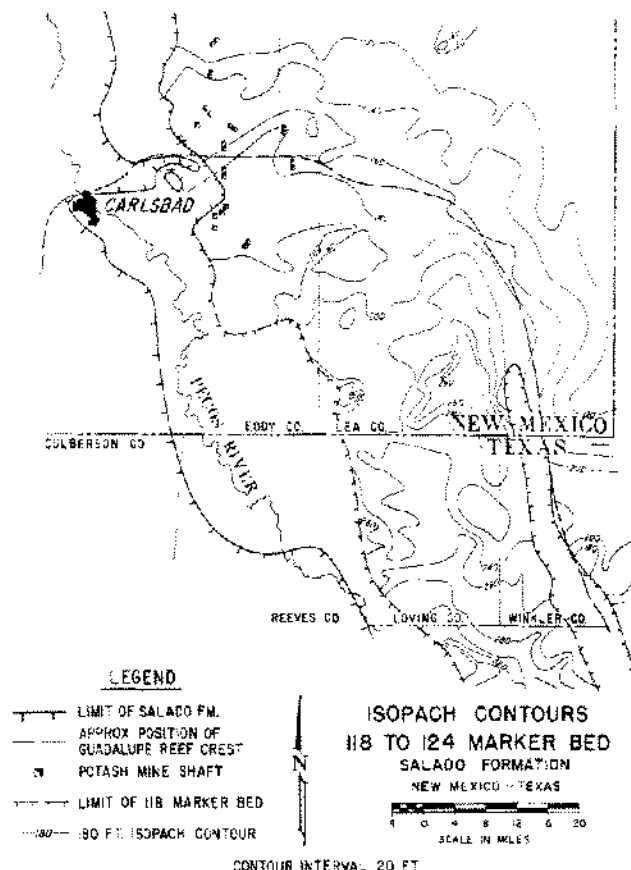 CARLSBAD
PECOS RIVER
EDDY CO.
LEA CO.
NEW MEXICO
TEXAS
CULBERSON CO
REEVES CO
LOVING CO.
WINKLER CO.
LEGEND
LIMIT OF SALADO FM.
APPROX POSITION OF
GUADALUPE REEF CREST
POTASH MINE SHAFT
LIMIT OF 118 MARKER BED
180
180 FT. ISOPACH CONTOUR
N
ISOPACH CONTOURS
118 TO 124 MARKER BED
SALADO FORMATION
NEW MEXICO - TEXAS
4 0 4 8 12 16 20
SCALE IN MILES
CONTOUR INTERVAL 20 FT